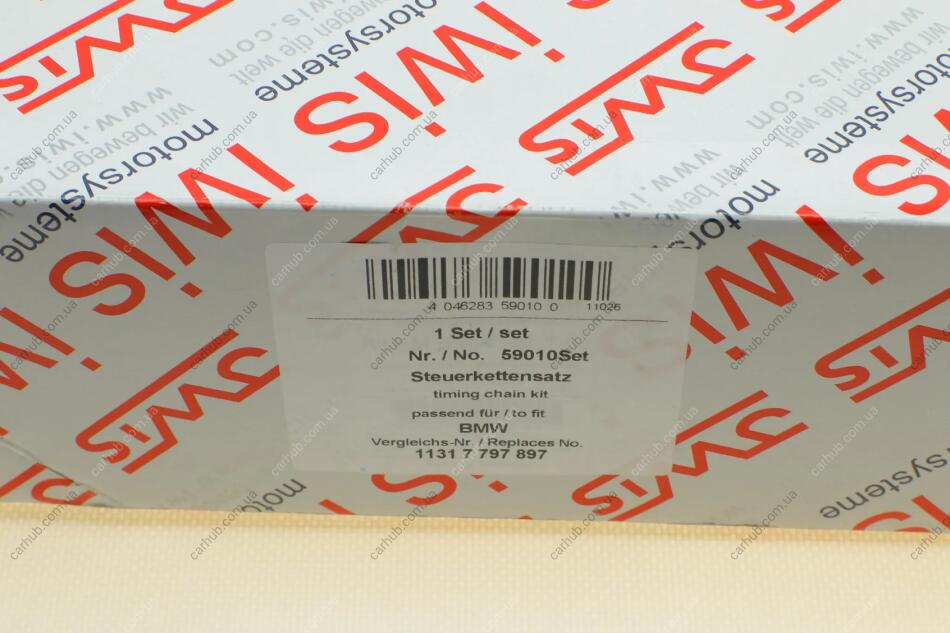 iwis
motorsysteme
wir bewegen die welt
www.iwis.com
4 046283 59010 0 11026
1 Set / set
Nr. / No. 59010Set
Steuerkettensatz
timing chain kit
passend für / to fit
BMW
Vergleichs-Nr. / Replaces No.
1131 7 797 897
carhub.com.ua